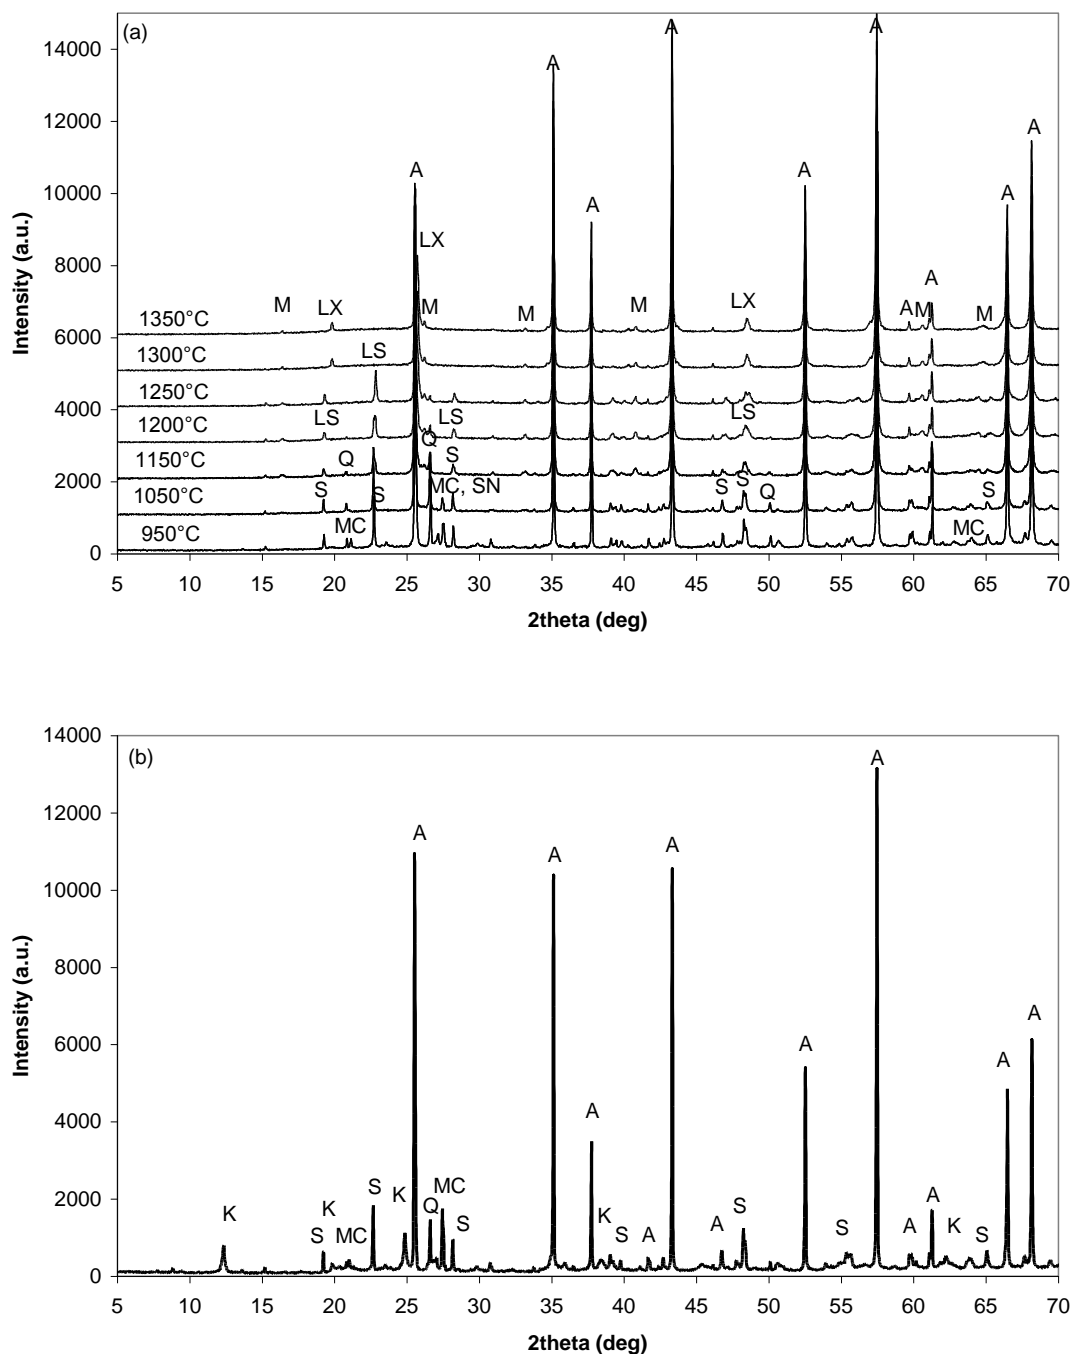 (a)
14000
12000
10000
8000
6000
4000
2000
0
Intensity (a.u.)
A A A A A A A A A
LX
M LX M M M LX A M A M
1350°C
1300°C
LS
1250°C
LS LS LS
1200°C
Q
Q S
1150°C
S S MC, SN S S Q S
1050°C
MC MC
950°C
5 10 15 20 25 30 35 40 45 50 55 60 65 70
2theta (deg)
(b)
14000
12000
10000
8000
6000
4000
2000
0
Intensity (a.u.)
A
A A A
A
A A A
A
K K S MC S K Q MC S K S A A S S A A K S
5 10 15 20 25 30 35 40 45 50 55 60 65 70
2theta (deg)